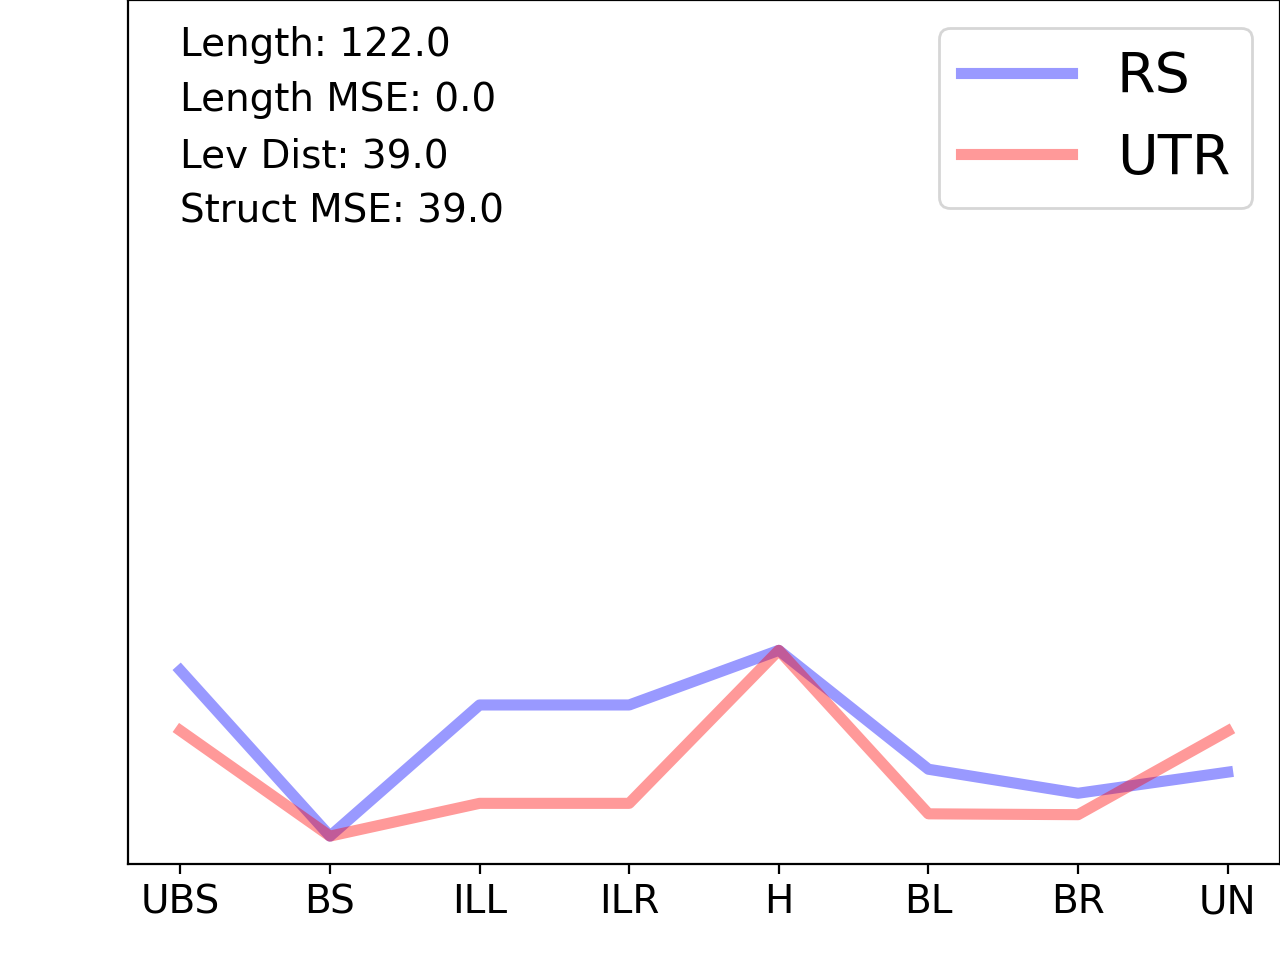 Length: 122.0
Length MSE: 0.0
Lev Dist: 39.0
Struct MSE: 39.0
RS
UTR
UBS BS ILL ILR H BL BR UN